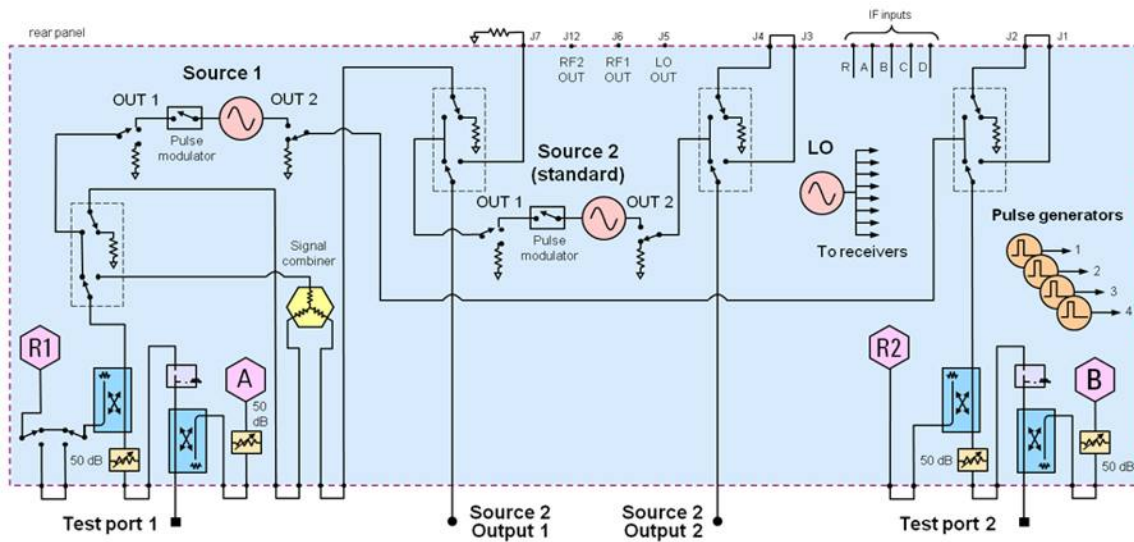 rear panel
J7
J12
J6
J5
J4
J3
IF inputs
J2
J1
RF2
OUT
RF1
OUT
LO
OUT
R
A
B
C
D
Source 1
OUT 1
OUT 2
Pulse
modulator
Source 2
(standard)
OUT 1
OUT 2
Pulse
modulator
LO
To receivers
Pulse generators
1
2
3
4
Signal
combiner
R1
A
50
dB
50 dB
R2
B
50 dB
50 dB
Test port 1
Source 2
Output 1
Source 2
Output 2
Test port 2